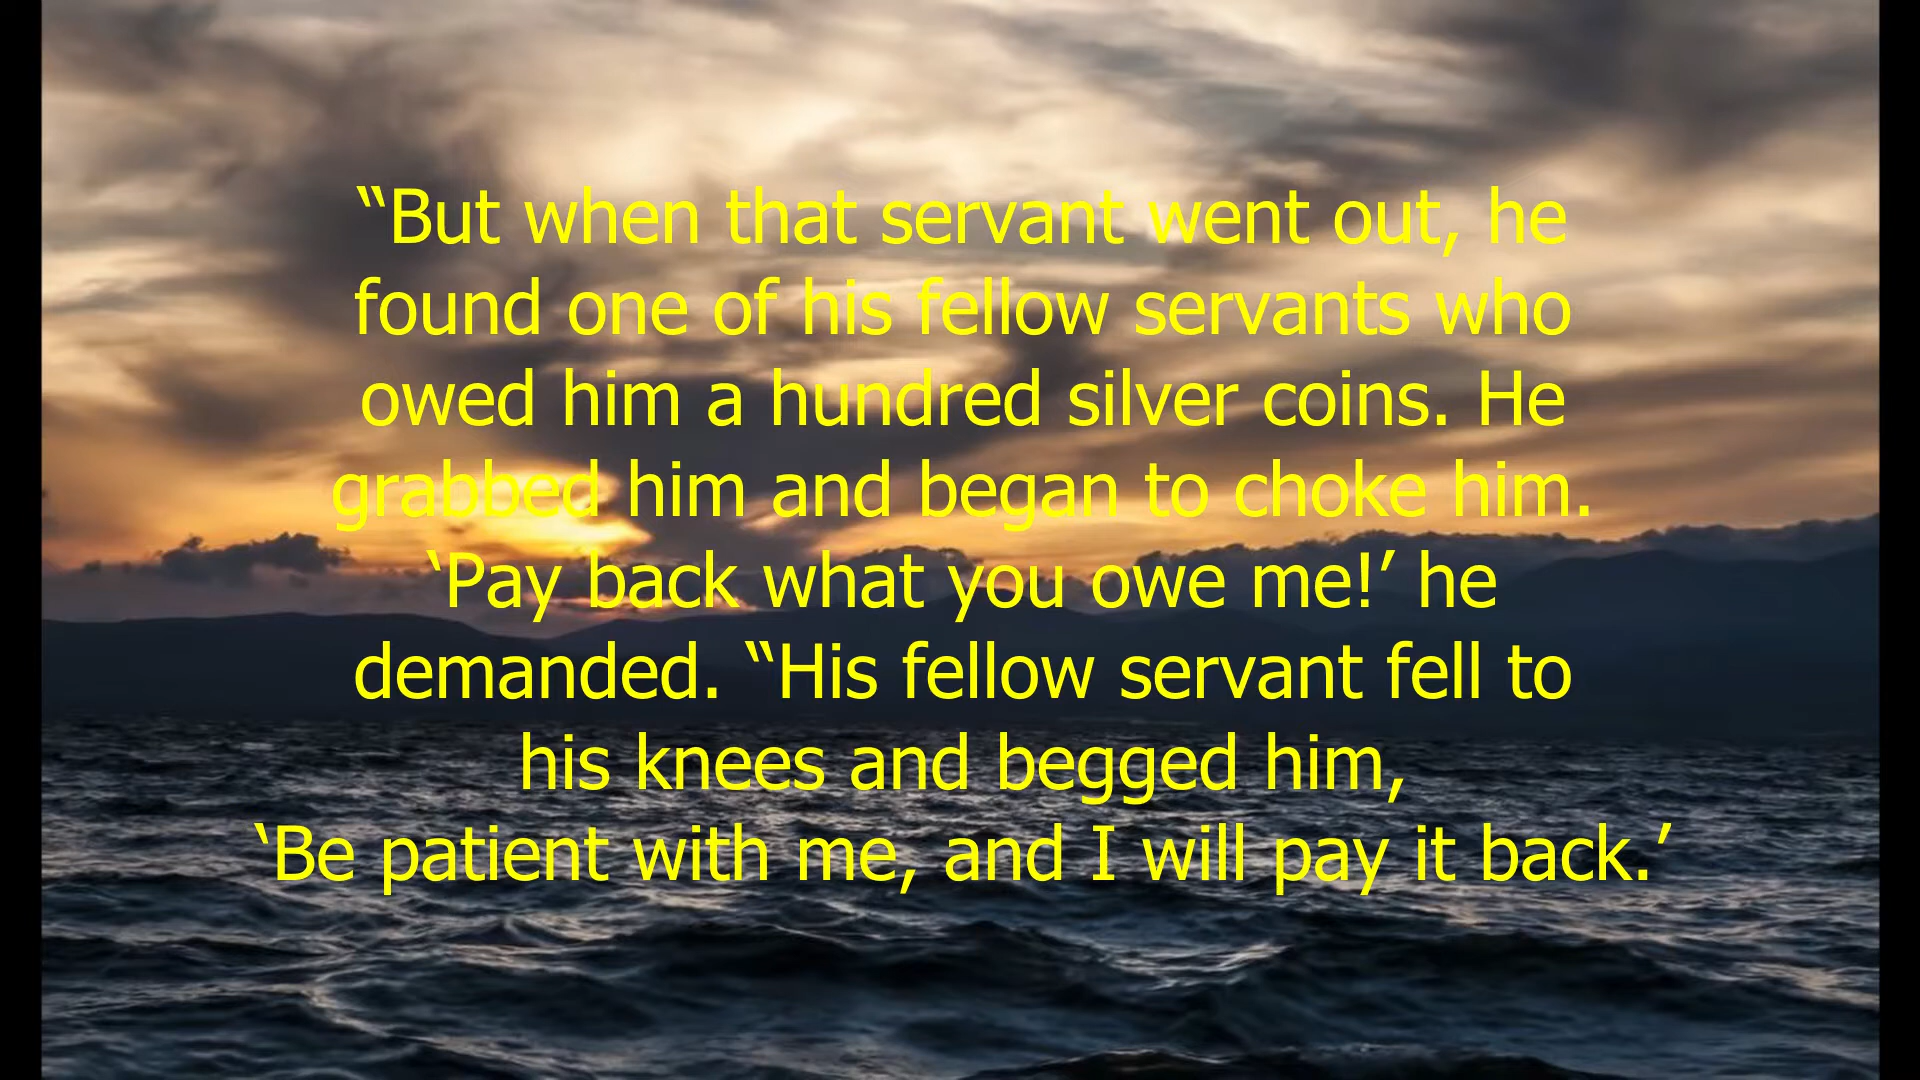 “But when that servant went out, he
found one of his fellow servants who
owed him a hundred silver coins. He
grabbed him and began to choke him.
‘Pay back what you owe me!’ he
demanded. “His fellow servant fell to
his knees and begged him,
‘Be patient with me, and I will pay it back.’